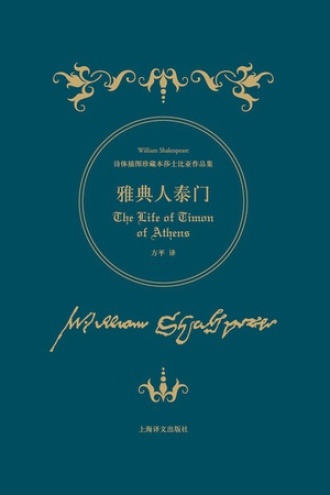 William Shakespeare
诗体插图珍藏本莎士比亚作品集
雅典人泰门
The Life of Timon
of Athens
方平 译
William Shakspeare
上海译文出版社